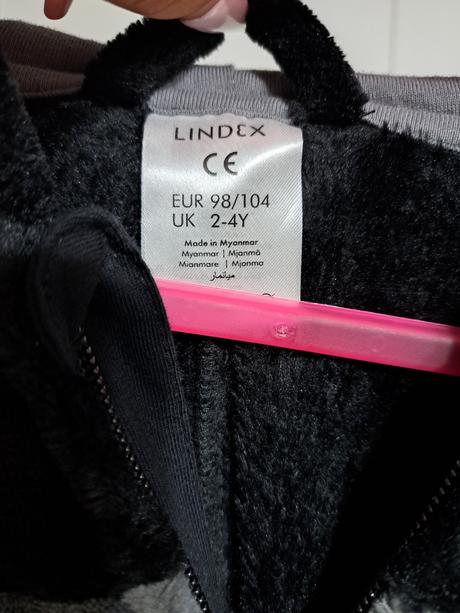 LINDEX
CE
EUR 98/104
UK 2-4Y
Made in Myanmar
Myanmar | Mjanmā
Mianmare | Mjanma
ميانمار